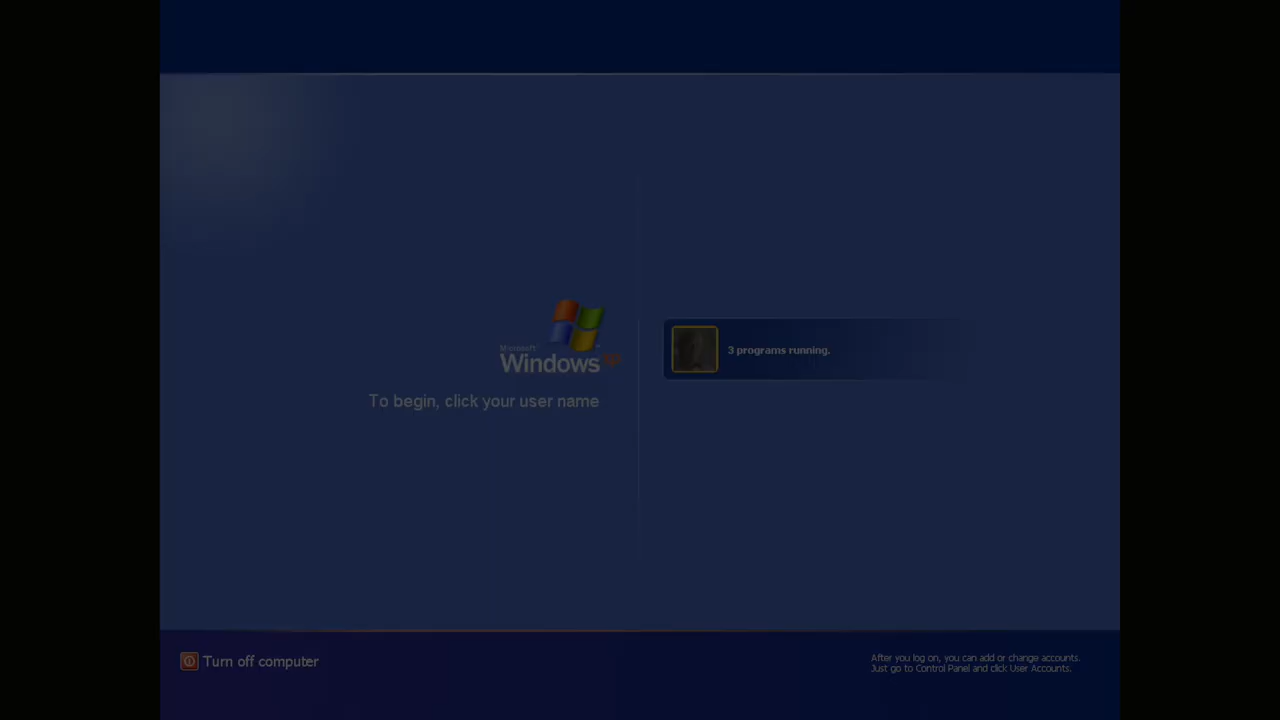 Microsoft
Windows xp
To begin, click your user name
3 programs running.
Turn off computer
After you log on, you can add or change accounts.
Just go to Control Panel and click User Accounts.